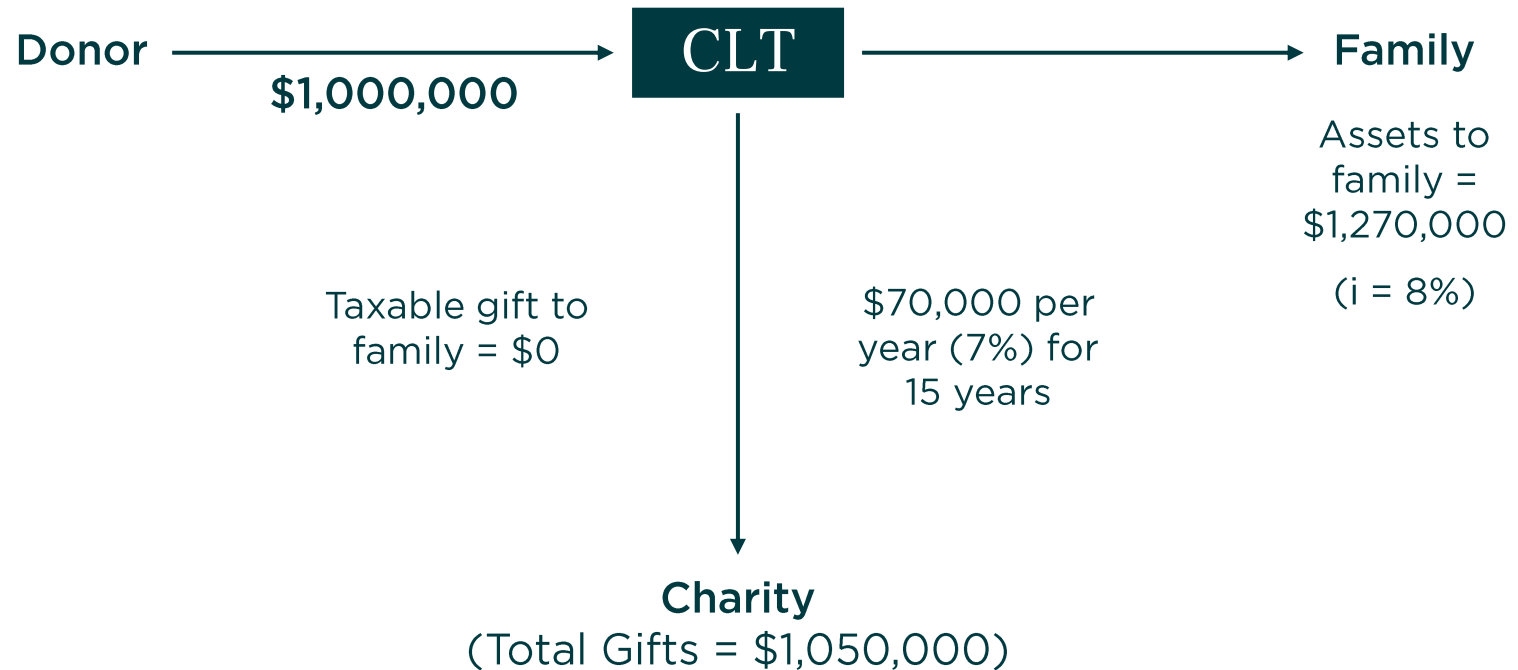 Donor
$1,000,000
CLT
Family
Assets to
family =
$1,270,000
(i = 8%)
Taxable gift to
family = $0
$70,000 per
year (7%) for
15 years
Charity
(Total Gifts = $1,050,000)